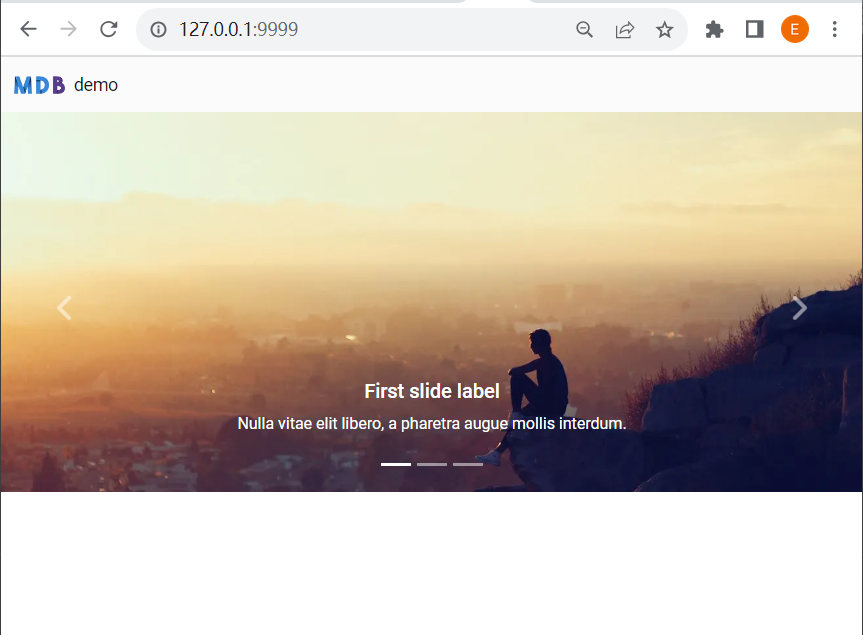 127.0.0.1:9999
E
MDB demo
First slide label
Nulla vitae elit libero, a pharetra augue mollis interdum.